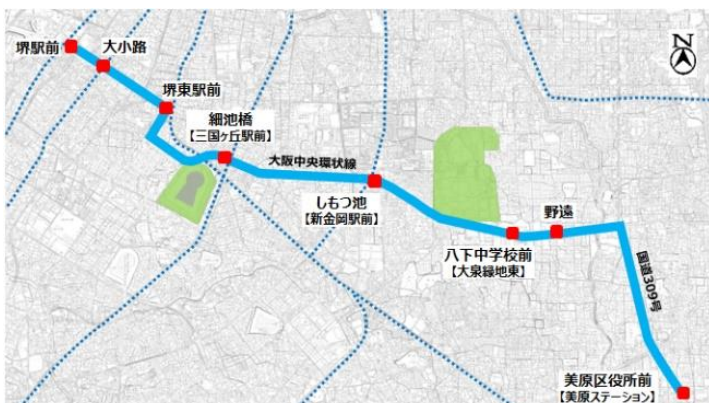 堺駅前
大小路
堺東駅前
細池橋
【三国ヶ丘駅前】
大阪中央環状線
しもつ池
【新金岡駅前】
八下中学校前
【大泉緑地東】
野遠
国道309号
美原区役所前
【美原ステーション】
N